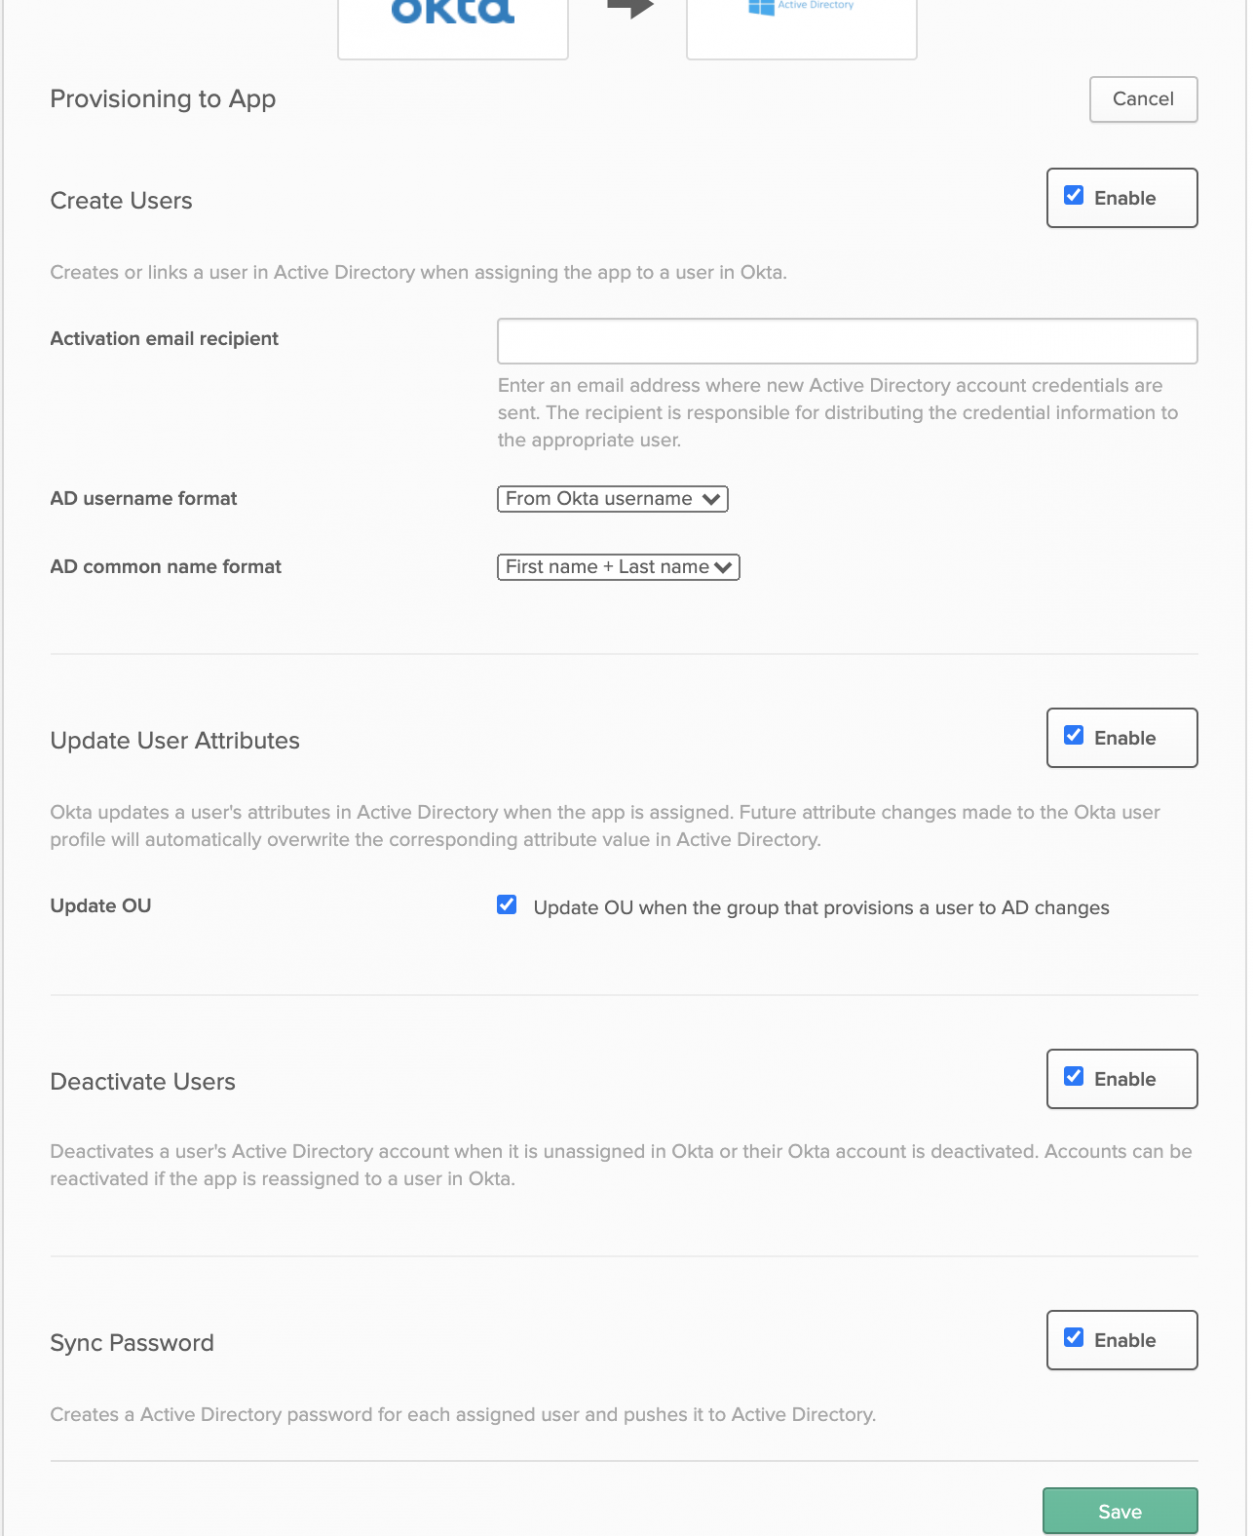 okta
Active Directory
Provisioning to App
Cancel
Create Users
Enable
Creates or links a user in Active Directory when assigning the app to a user in Okta.
Activation email recipient
Enter an email address where new Active Directory account credentials are
sent. The recipient is responsible for distributing the credential information to
the appropriate user.
AD username format
From Okta username
AD common name format
First name + Last name
Update User Attributes
Enable
Okta updates a user's attributes in Active Directory when the app is assigned. Future attribute changes made to the Okta user
profile will automatically overwrite the corresponding attribute value in Active Directory.
Update OU
Update OU when the group that provisions a user to AD changes
Deactivate Users
Enable
Deactivates a user's Active Directory account when it is unassigned in Okta or their Okta account is deactivated. Accounts can be
reactivated if the app is reassigned to a user in Okta.
Sync Password
Enable
Creates a Active Directory password for each assigned user and pushes it to Active Directory.
Save